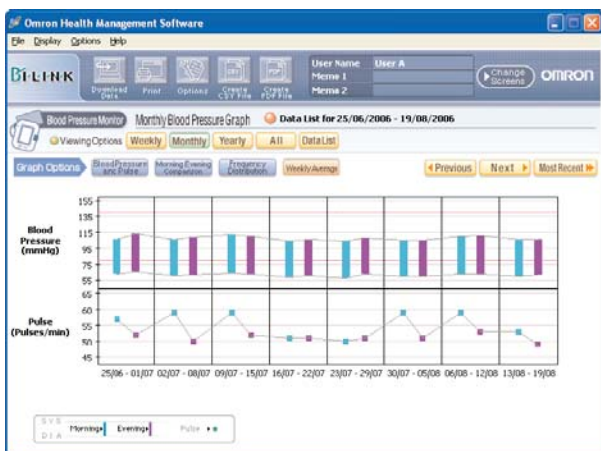 Omron Health Management Software
File Display Options Help
BI-LINK
Download Data
Print
Options
Create CSV File
Create PDF File
User Name User A
Memo 1
Memo 2
Change Screens
OMRON
Blood Pressure Monitor Monthly Blood Pressure Graph Data List for 25/06/2006 - 19/08/2006
Viewing Options Weekly Monthly Yearly All Data List
Graph Options
Blood Pressure and Pulse
Morning Evening Comparison
Frequency Distribution
Weekly Average
Previous Next Most Recent
Blood Pressure (mmHg)
155
135
115
95
75
55
Pulse (Pulses/min)
65
60
55
50
45
25/06 - 01/07 02/07 - 08/07 09/07 - 15/07 16/07 - 22/07 23/07 - 29/07 30/07 - 05/08 06/08 - 12/08 13/08 - 19/08
SYS
DIA
Morning Evening Pulse